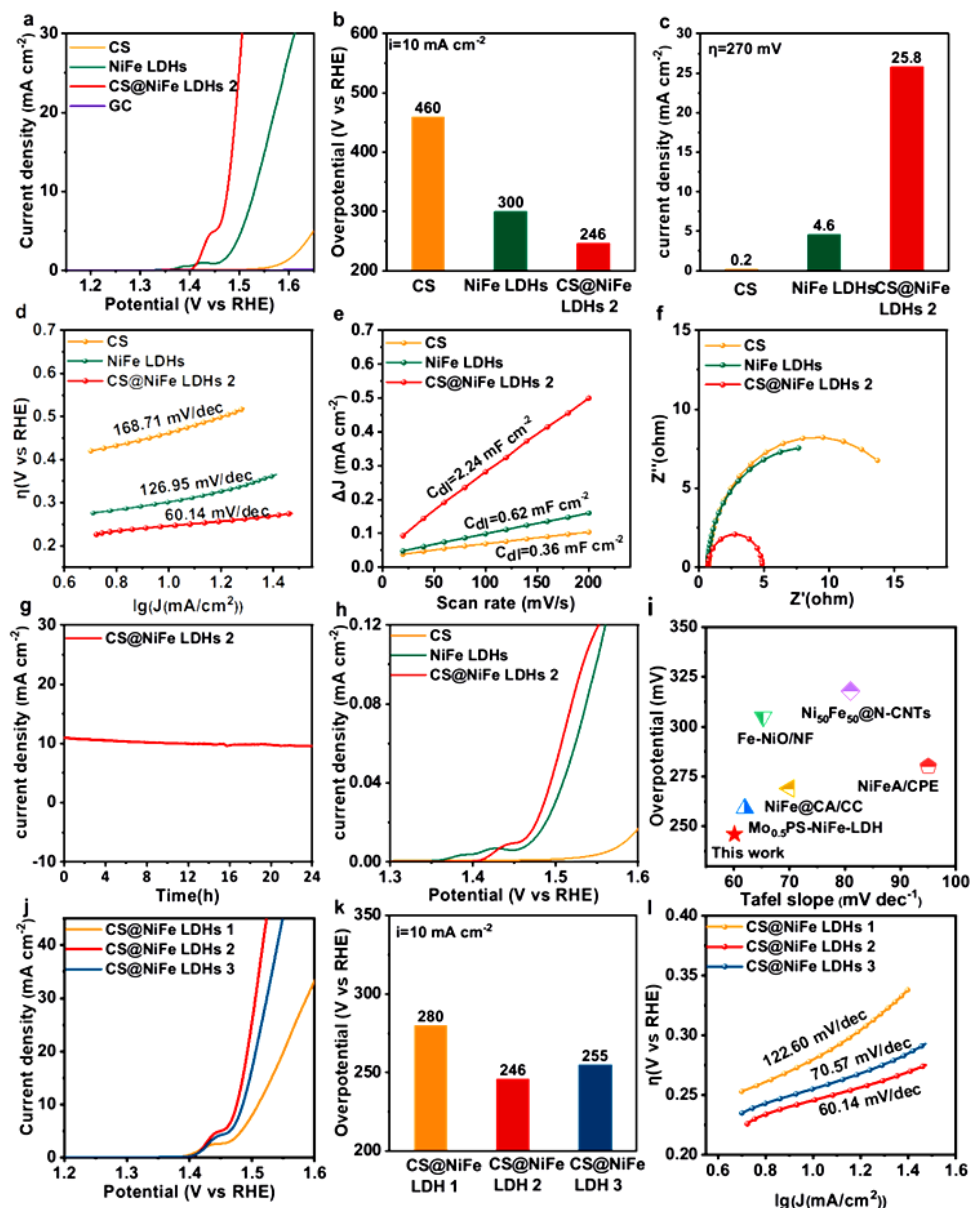 a
CS
NiFe LDHs
CS@NiFe LDHs 2
GC
Current density (mA cm⁻²)
30
20
10
0
1.2 1.3 1.4 1.5 1.6
Potential (V vs RHE)
b
i=10 mA cm⁻²
Overpotential (V vs RHE)
600
500
400
300
200
460
300
246
CS
NiFe LDHs
CS@NiFe
LDHs 2
c
η=270 mV
current density (mA cm⁻²)
30
25
20
15
10
5
0
0.2
4.6
25.8
CS
NiFe LDHs
CS@NiFe
LDHs 2
d
CS
NiFe LDHs
CS@NiFe LDHs 2
η(V vs RHE)
0.7
0.6
0.5
0.4
0.3
0.2
168.71 mV/dec
126.95 mV/dec
60.14 mV/dec
0.6 0.8 1.0 1.2 1.4 1.6
lg(J(mA/cm²))
e
CS
NiFe LDHs
CS@NiFe LDHs 2
ΔJ (mA cm⁻²)
0.7
0.6
0.5
0.4
0.3
0.2
0.1
0.0
Cdl=2.24 mF cm⁻²
Cdl=0.62 mF cm⁻²
Cdl=0.36 mF cm⁻²
0 50 100 150 200 250
Scan rate (mV/s)
f
CS
NiFe LDHs
CS@NiFe LDHs 2
Z''(ohm)
15
10
5
0
0 5 10 15
Z'(ohm)
g
CS@NiFe LDHs 2
current density (mA cm⁻²)
30
20
10
0
-10
0 4 8 12 16 20 24
Time(h)
h
CS
NiFe LDHs
CS@NiFe LDHs 2
current density (mA cm⁻²)
0.12
0.08
0.04
0.00
1.3 1.4 1.5 1.6
Potential (V vs RHE)
i
Overpotential (mV)
350
325
300
275
250
Ni₅₀Fe₅₀@N-CNTs
Fe-NiO/NF
NiFeA/CPE
NiFe@CA/CC
Mo₀.₅PS-NiFe-LDH
This work
60 70 80 90 100
Tafel slope (mV dec⁻¹)
j
CS@NiFe LDHs 1
CS@NiFe LDHs 2
CS@NiFe LDHs 3
Current density (mA cm⁻²)
40
30
20
10
0
1.2 1.3 1.4 1.5 1.6
Potential (V vs RHE)
k
i=10 mA cm⁻²
Overpotential (V vs RHE)
350
300
250
200
280
246
255
CS@NiFe
LDH 1
CS@NiFe
LDH 2
CS@NiFe
LDH 3
l
CS@NiFe LDHs 1
CS@NiFe LDHs 2
CS@NiFe LDHs 3
η(V vs RHE)
0.40
0.35
0.30
0.25
0.20
122.60 mV/dec
70.57 mV/dec
60.14 mV/dec
0.6 0.8 1.0 1.2 1.4 1.6
lg(J(mA/cm²))